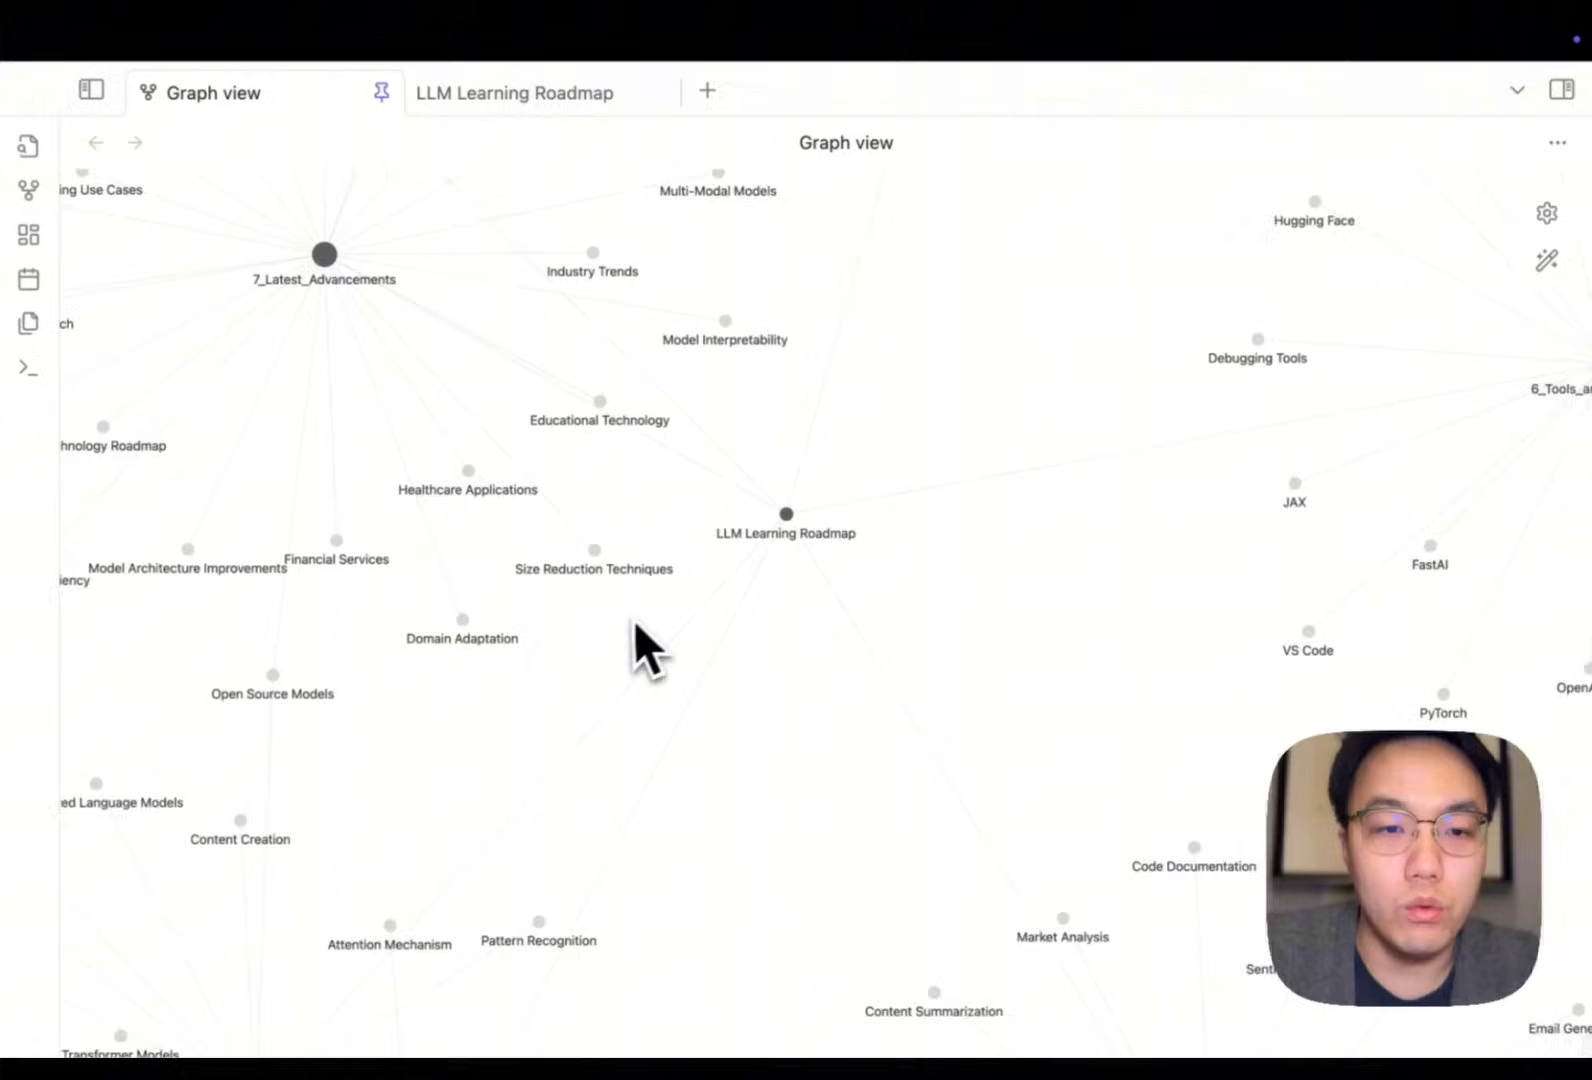 Graph view
LLM Learning Roadmap
Graph view
ing Use Cases
Multi-Modal Models
Hugging Face
7_Latest_Advancements
Industry Trends
ch
Model Interpretability
Debugging Tools
6_Tools_a
Educational Technology
hnology Roadmap
Healthcare Applications
JAX
LLM Learning Roadmap
Financial Services
Model Architecture Improvements
Size Reduction Techniques
FastAI
iency
Domain Adaptation
VS Code
Open Source Models
OpenA
PyTorch
ed Language Models
Content Creation
Code Documentation
Attention Mechanism
Pattern Recognition
Market Analysis
Senti
Content Summarization
Email Gene
Transformer Models